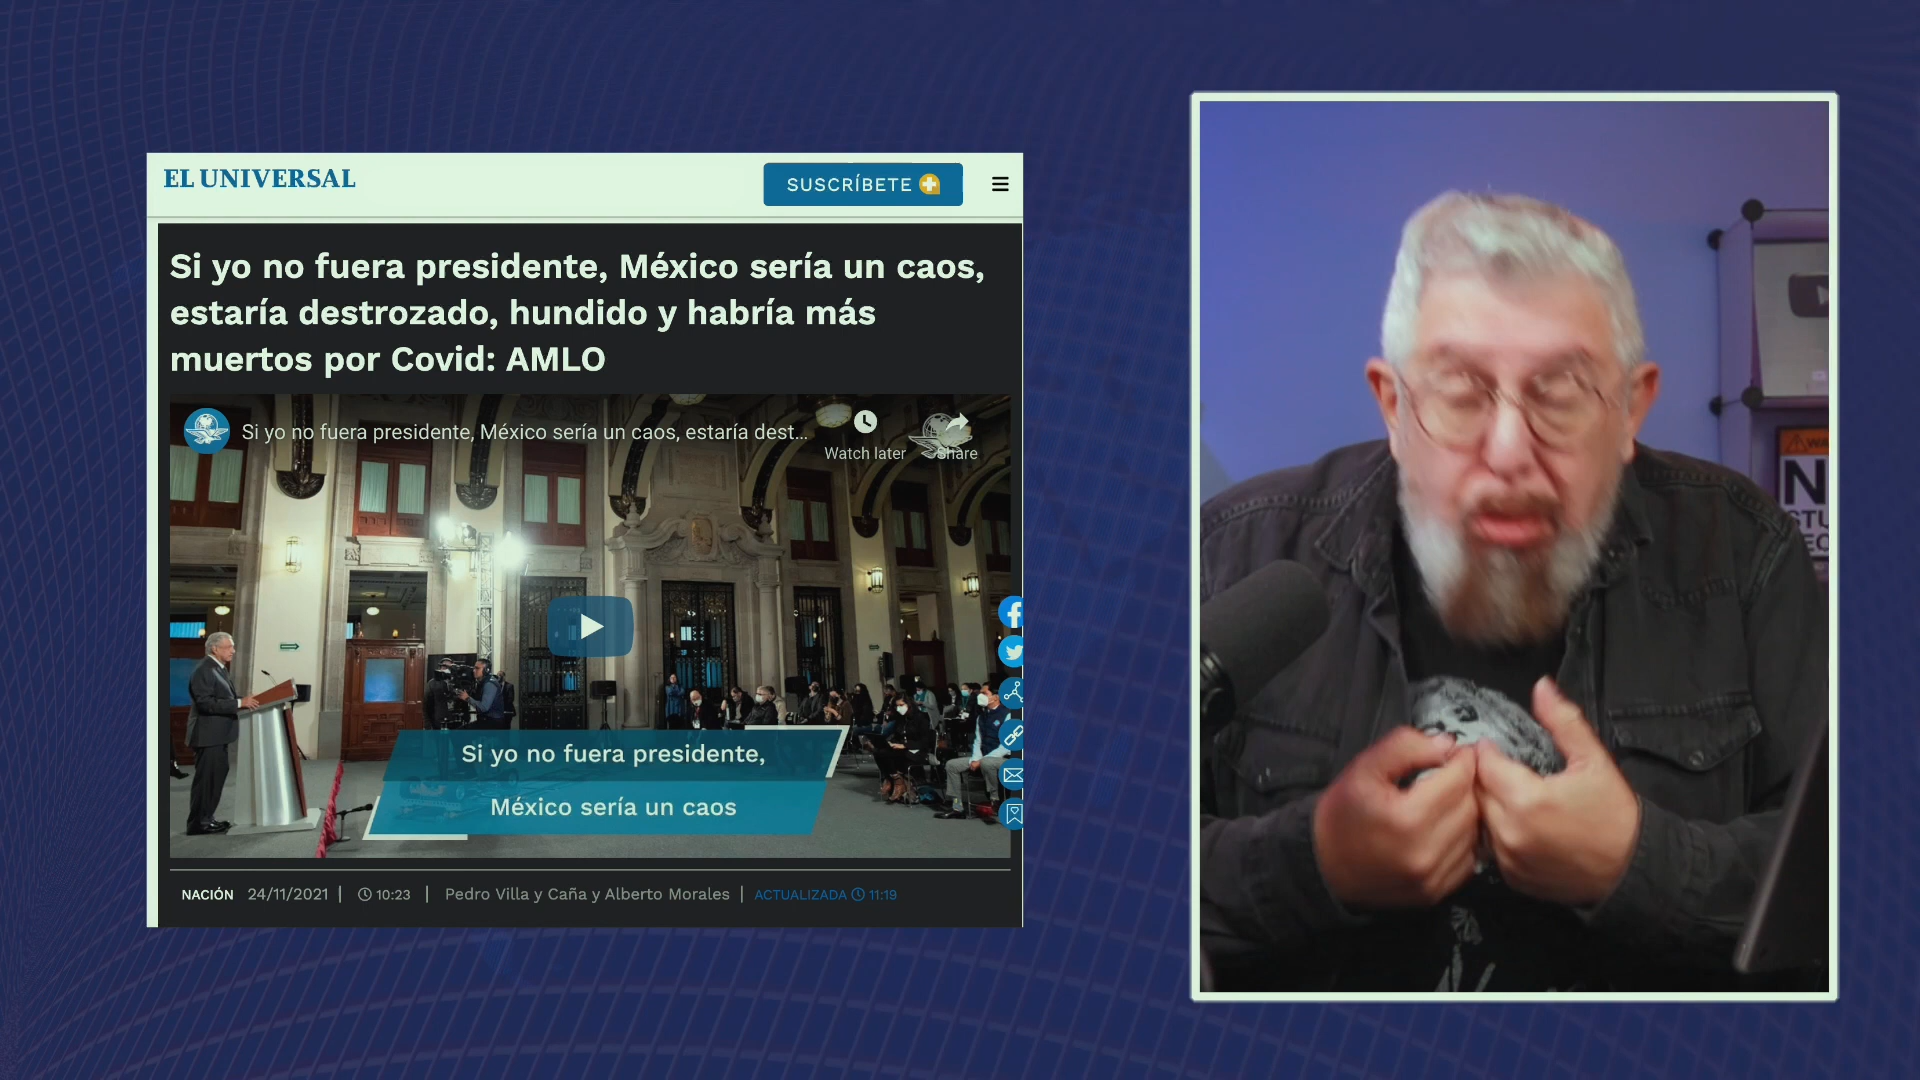 EL UNIVERSAL
SUSCRÍBETE
Si yo no fuera presidente, México sería un caos,
estaría destrozado, hundido y habría más
muertos por Covid: AMLO
Si yo no fuera presidente, México sería un caos, estaría dest...
Watch later
Share
Si yo no fuera presidente,
México sería un caos
NACIÓN 24/11/2021 | 10:23 | Pedro Villa y Caña y Alberto Morales | ACTUALIZADA 11:19